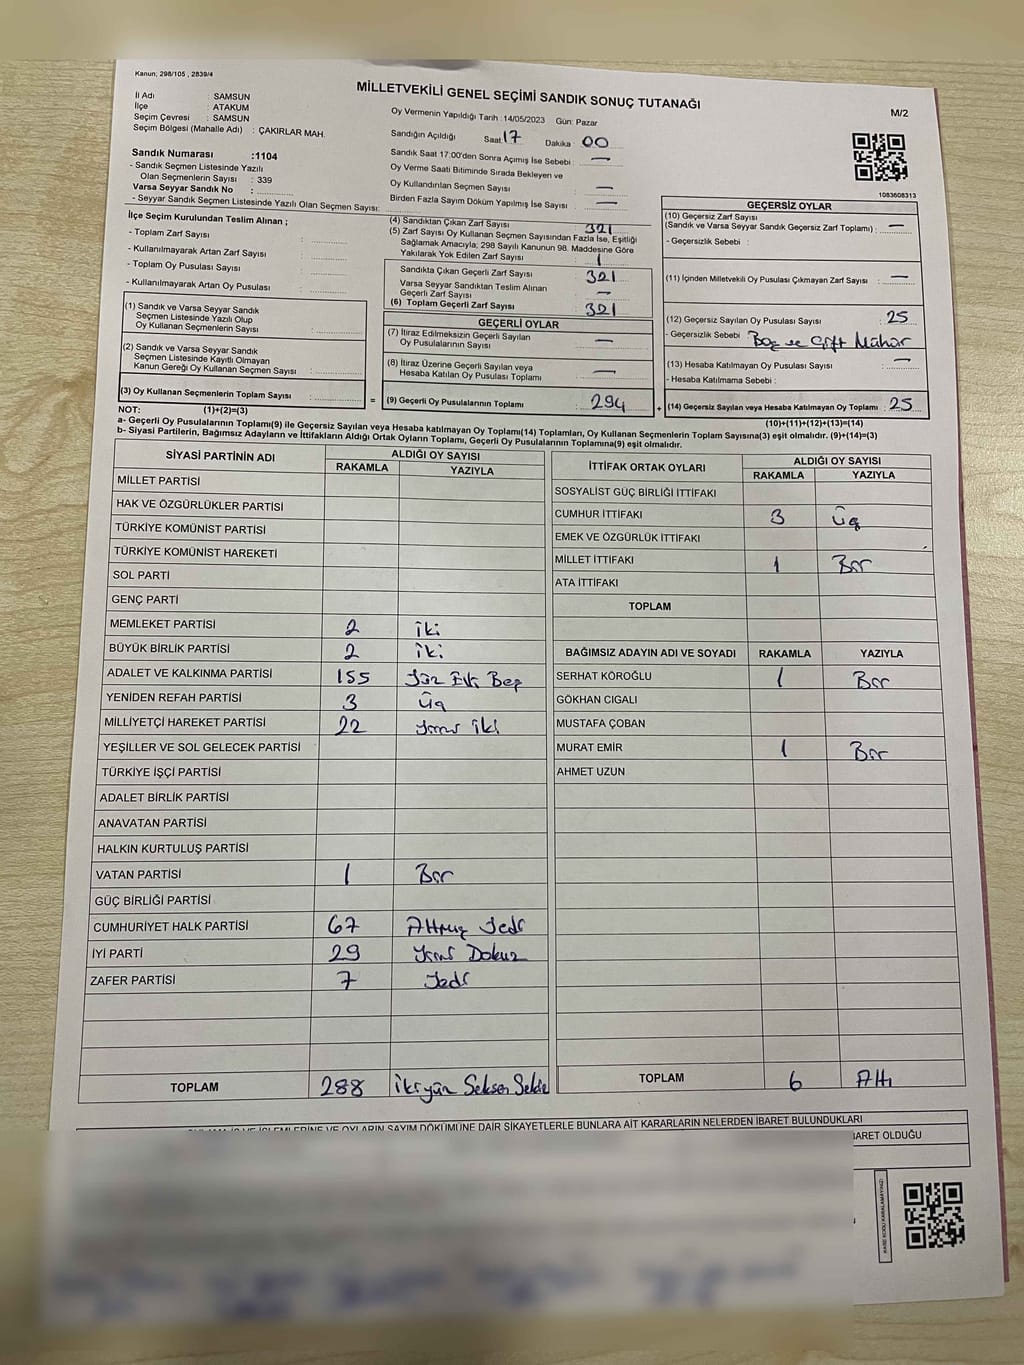 Kanun; 298/105 , 2839/4
MİLLETVEKİLİ GENEL SEÇİMİ SANDIK SONUÇ TUTANAĞI
M/2
İl Adı : SAMSUN
İlçe : ATAKUM
Seçim Çevresi : SAMSUN
Seçim Bölgesi (Mahalle Adı) : ÇAKIRLAR MAH.
Sandık Numarası :1104
- Sandık Seçmen Listesinde Yazılı
Olan Seçmenlerin Sayısı : 339
Varsa Seyyar Sandık No :
- Seyyar Sandık Seçmen Listesinde Yazılı Olan Seçmen Sayısı:
Oy Vermenin Yapıldığı Tarih :14/05/2023 Gün: Pazar
Sandığın Açıldığı Saat 17 Dakika 00
Sandık Saat 17:00'den Sonra Açımış İse Sebebi : —
Oy Verme Saati Bitiminde Sırada Bekleyen ve
Oy Kullandırılan Seçmen Sayısı : —
Birden Fazla Sayım Döküm Yapılmış İse Sayısı : —
1083608313
İlçe Seçim Kurulundan Teslim Alınan ;
- Toplam Zarf Sayısı :
- Kullanılmayarak Artan Zarf Sayısı :
- Toplam Oy Pusulası Sayısı :
- Kullanılmayarak Artan Oy Pusulası :
(1) Sandık ve Varsa Seyyar Sandık
Seçmen Listesinde Yazılı Olup
Oy Kullanan Seçmenlerin Sayısı :
(2) Sandık ve Varsa Seyyar Sandık
Seçmen Listesinde Kayıtlı Olmayan
Kanun Gereği Oy Kullanan Seçmen Sayısı :
(3) Oy Kullanan Seçmenlerin Toplam Sayısı : =
(4) Sandıktan Çıkan Zarf Sayısı : 321
(5) Zarf Sayısı Oy Kullanan Seçmen Sayısından Fazla İse, Eşitliği
Sağlamak Amacıyla; 298 Sayılı Kanunun 98. Maddesine Göre
Yakılarak Yok Edilen Zarf Sayısı : 1
Sandıkta Çıkan Geçerli Zarf Sayısı : 321
Varsa Seyyar Sandıktan Teslim Alınan
Geçerli Zarf Sayısı : —
(6) Toplam Geçerli Zarf Sayısı : 321
GEÇERLİ OYLAR
(7) İtiraz Edilmeksizin Geçerli Sayılan
Oy Pusulalarının Sayısı : —
(8) İtiraz Üzerine Geçerli Sayılan veya
Hesaba Katılan Oy Pusulası Toplamı : —
(9) Geçerli Oy Pusulalarının Toplamı : 294 +
GEÇERSİZ OYLAR
(10) Geçersiz Zarf Sayısı
(Sandık ve Varsa Seyyar Sandık Geçersiz Zarf Toplamı) : —
- Geçersizlik Sebebi :
(11) İçinden Milletvekili Oy Pusulası Çıkmayan Zarf Sayısı : —
(12) Geçersiz Sayılan Oy Pusulası Sayısı : 25
- Geçersizlik Sebebi : Boş ve Çift Mühür
(13) Hesaba Katılmayan Oy Pusulası Sayısı : —
- Hesaba Katılmama Sebebi :
(14) Geçersiz Sayılan veya Hesaba Katılmayan Oy Toplamı : 25
NOT: (1)+(2)=(3) (10)+(11)+(12)+(13)=(14)
a- Geçerli Oy Pusulalarının Toplamı(9) ile Geçersiz Sayılan veya Hesaba katılmayan Oy Toplamı(14) Toplamları, Oy Kullanan Seçmenlerin Toplam Sayısına(3) eşit olmalıdır. (9)+(14)=(3)
b- Siyasi Partilerin, Bağımsız Adayların ve İttifakların Aldığı Ortak Oyların Toplamı, Geçerli Oy Pusulalarının Toplamına(9) eşit olmalıdır.
SİYASİ PARTİNİN ADI ALDIĞI OY SAYISI
RAKAMLA YAZIYLA
MİLLET PARTİSİ
HAK VE ÖZGÜRLÜKLER PARTİSİ
TÜRKİYE KOMÜNİST PARTİSİ
TÜRKİYE KOMÜNİST HAREKETİ
SOL PARTİ
GENÇ PARTİ
MEMLEKET PARTİSİ 2 İki
BÜYÜK BİRLİK PARTİSİ 2 İki
ADALET VE KALKINMA PARTİSİ 155 Yüz Elli Beş
YENİDEN REFAH PARTİSİ 3 Üç
MİLLİYETÇİ HAREKET PARTİSİ 22 Yirmi İki
YEŞİLLER VE SOL GELECEK PARTİSİ
TÜRKİYE İŞÇİ PARTİSİ
ADALET BİRLİK PARTİSİ
ANAVATAN PARTİSİ
HALKIN KURTULUŞ PARTİSİ
VATAN PARTİSİ 1 Bir
GÜÇ BİRLİĞİ PARTİSİ
CUMHURİYET HALK PARTİSİ 67 Altmış Yedi
İYİ PARTİ 29 Yirmi Dokuz
ZAFER PARTİSİ 7 Yedi
TOPLAM 288 İkiyüz Seksen Sekiz
İTTİFAK ORTAK OYLARI ALDIĞI OY SAYISI
RAKAMLA YAZIYLA
SOSYALİST GÜÇ BİRLİĞİ İTTİFAKI
CUMHUR İTTİFAKI 3 Üç
EMEK VE ÖZGÜRLÜK İTTİFAKI
MİLLET İTTİFAKI 1 Bir
ATA İTTİFAKI
TOPLAM
BAĞIMSIZ ADAYIN ADI VE SOYADI RAKAMLA YAZIYLA
SERHAT KÖROĞLU 1 Bir
GÖKHAN CIGALI
MUSTAFA ÇOBAN
MURAT EMİR 1 Bir
AHMET UZUN
TOPLAM 6 Altı
VE OYLARIN SAYIM DÖKÜMÜNE DAİR ŞİKAYETLERLE BUNLARA AİT KARARLARIN NELERDEN İBARET BULUNDUKLARI
İBARET OLDUĞU